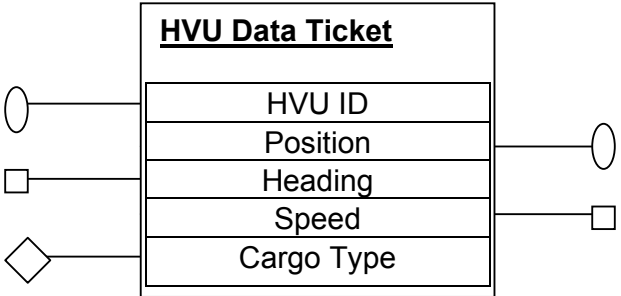 HVU Data Ticket
HVU ID
Position
Heading
Speed
Cargo Type